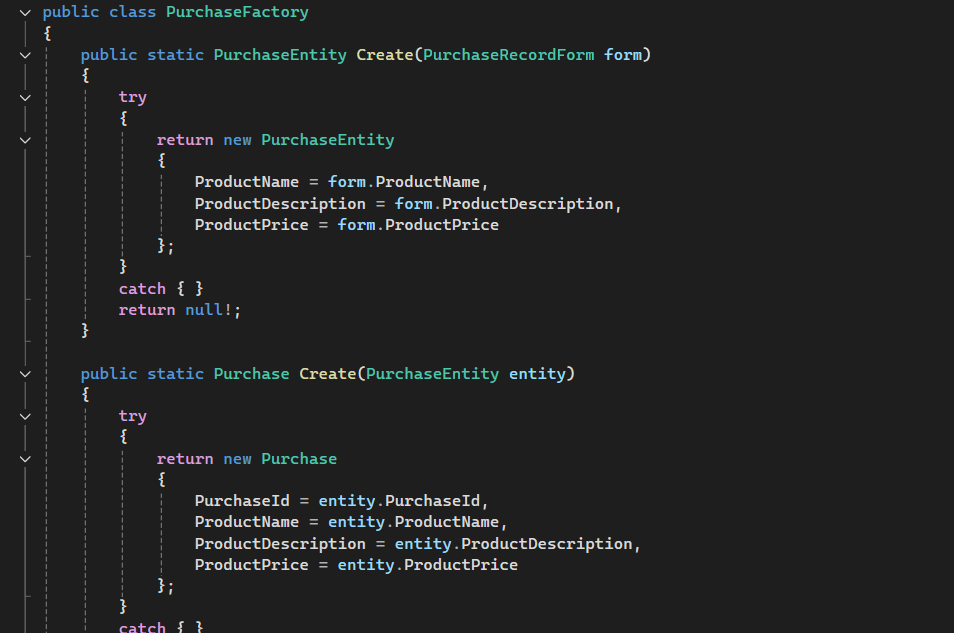 public class PurchaseFactory
{
    public static PurchaseEntity Create(PurchaseRecordForm form)
    {
        try
        {
            return new PurchaseEntity
            {
                ProductName = form.ProductName,
                ProductDescription = form.ProductDescription,
                ProductPrice = form.ProductPrice
            };
        }
        catch { }
        return null!;
    }

    public static Purchase Create(PurchaseEntity entity)
    {
        try
        {
            return new Purchase
            {
                PurchaseId = entity.PurchaseId,
                ProductName = entity.ProductName,
                ProductDescription = entity.ProductDescription,
                ProductPrice = entity.ProductPrice
            };
        }
        catch { }